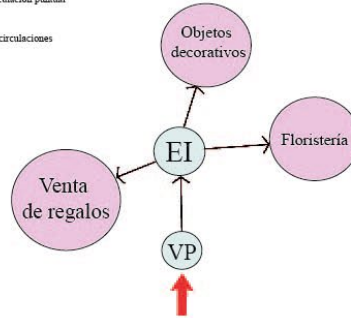 circulaciones
Objetos
decorativos
EI
Floristería
Venta
de regalos
VP